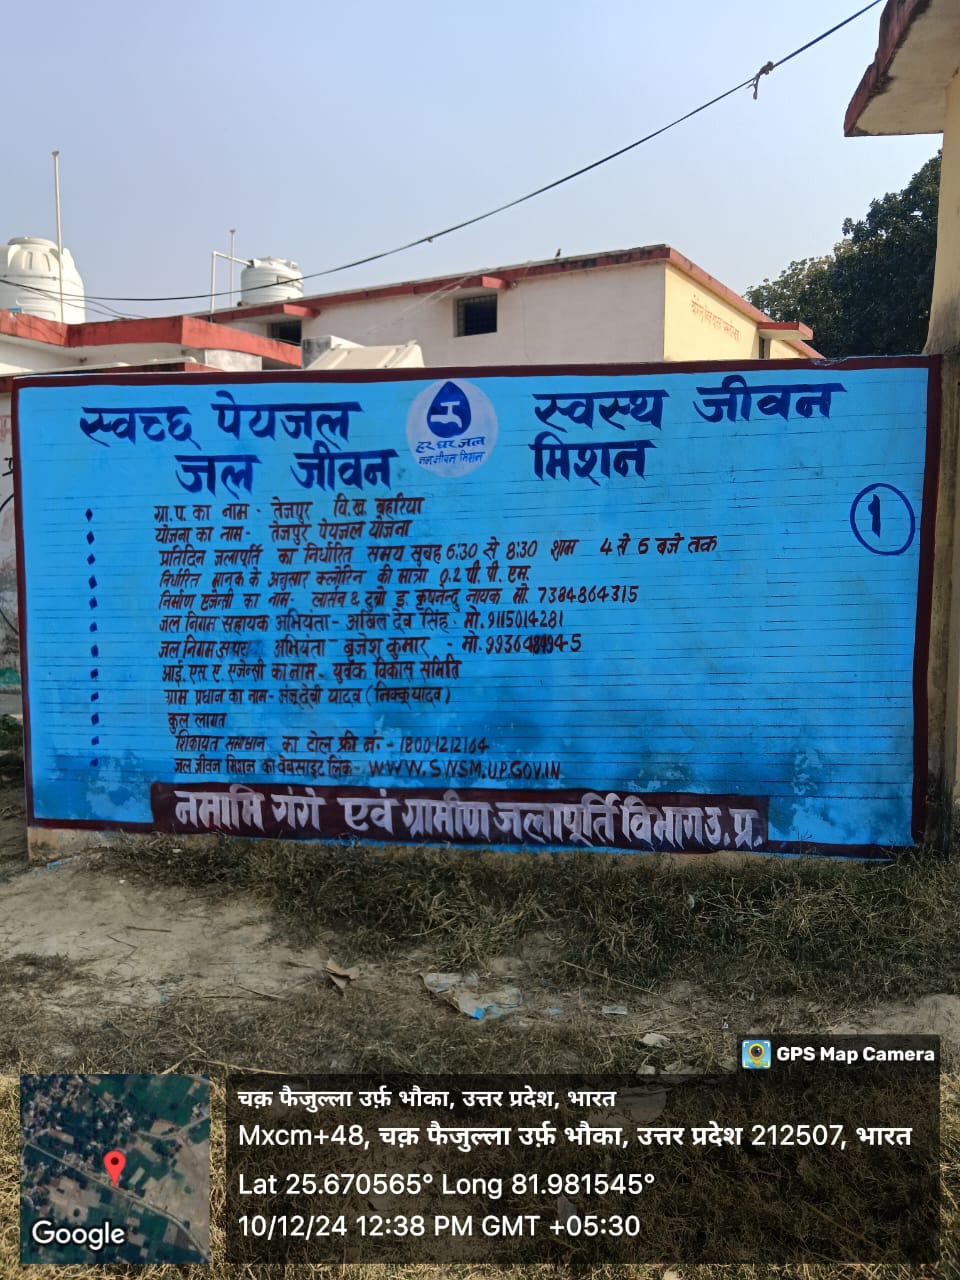 स्वच्छ पेयजल स्वस्थ जीवन
जल जीवन मिशन
हर घर जल
जल जीवन मिशन
1
ग्रा.प. का नाम - तेजपुर वि.ख. बहरिया
योजना का नाम - तेजपुर पेयजल योजना
प्रतिदिन जलापूर्ति का निर्धारित समय सुबह 6:30 से 8:30 शाम 4 से 6 बजे तक
निर्धारित मानक के अनुसार क्लोरिन की मात्रा 0.2 पी.पी.एम.
निर्माण एजेन्सी का नाम- लार्सन & टुब्रो इ. कृषनेन्दु नायक मो. 7384864315
जल निगम सहायक अभियंता- अखिल देव सिंह- मो.9115014281
जल निगम अभियंता - बृजेश कुमार - मो.
आई.एस.ए. एजेन्सी का नाम- युवक विकास समिति
ग्राम प्रधान का नाम- अंजूदेवी यादव (निक्कूयादव)
कुल लागत
शिकायत समाधान का टोल फ्री नं.- 18001212164
जल जीवन मिशन का वेबसाइट लिंक- WWW.SWSM.UP.GOV.IN
नमामि गंगे एवं ग्रामीण जलापूर्ति विभाग उ.प्र.
GPS Map Camera
चक़ फैजुल्ला उर्फ़ भौका, उत्तर प्रदेश, भारत
Mxcm+48, चक़ फैजुल्ला उर्फ़ भौका, उत्तर प्रदेश 212507, भारत
Lat 25.670565° Long 81.981545°
10/12/24 12:38 PM GMT +05:30
Google